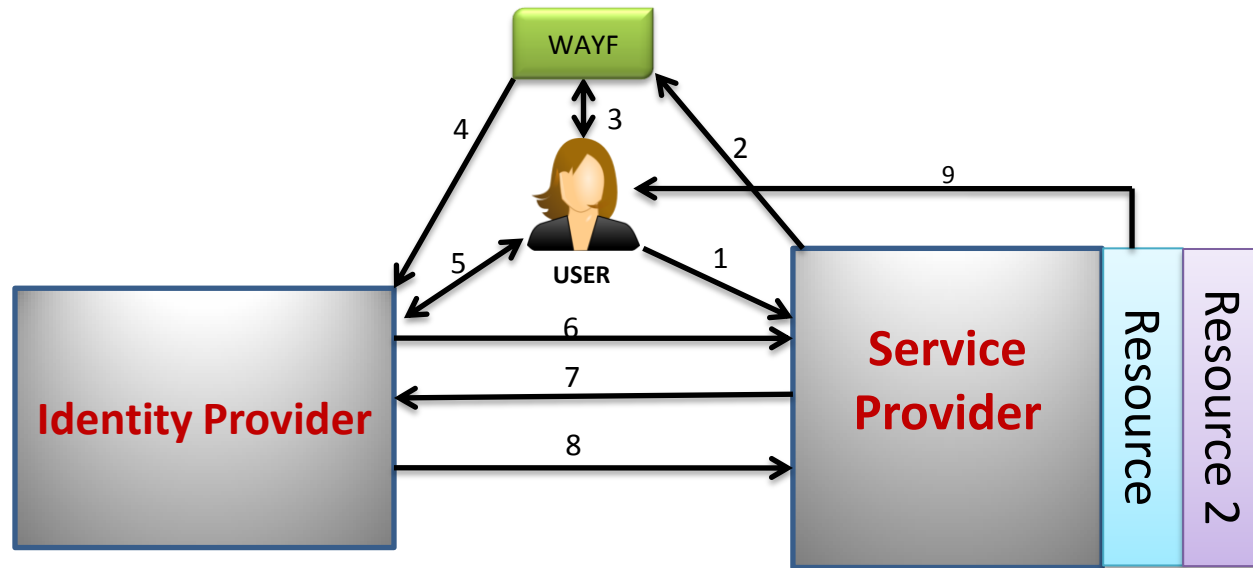 WAYF
4
3
2
9
5
USER
1
6
7
8
Identity Provider
Service
Provider
Resource
Resource 2